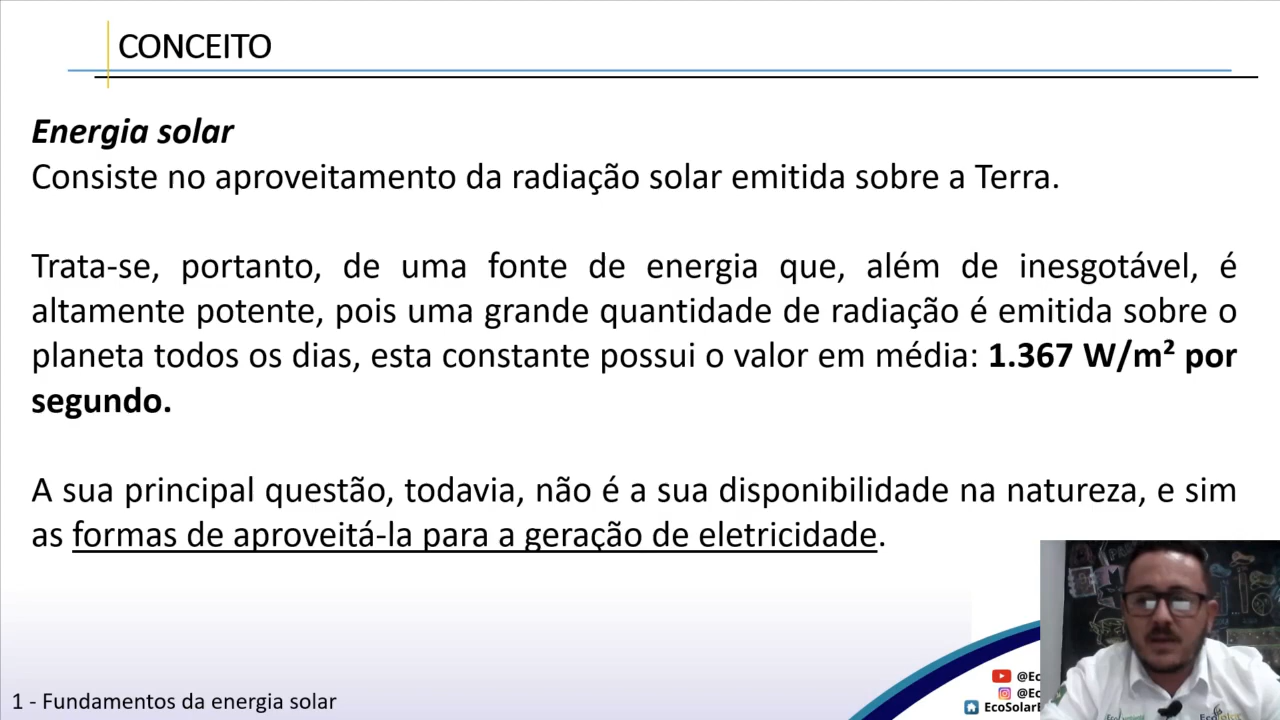 CONCEITO
Energia solar
Consiste no aproveitamento da radiação solar emitida sobre a Terra.
Trata-se, portanto, de uma fonte de energia que, além de inesgotável, é
altamente potente, pois uma grande quantidade de radiação é emitida sobre o
planeta todos os dias, esta constante possui o valor em média: 1.367 W/m² por
segundo.
A sua principal questão, todavia, não é a sua disponibilidade na natureza, e sim
as formas de aproveitá-la para a geração de eletricidade.
1 - Fundamentos da energia solar